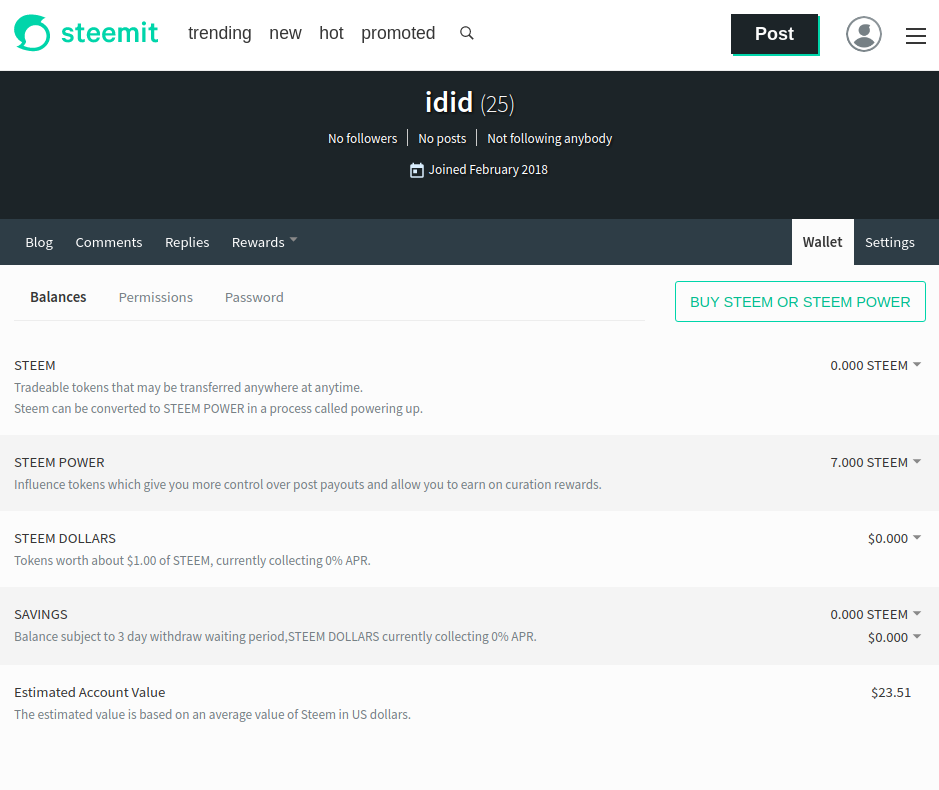 steemit trending new hot promoted Post
idid (25)
No followers No posts Not following anybody
Joined February 2018
Blog Comments Replies Rewards Wallet Settings
Balances Permissions Password BUY STEEM OR STEEM POWER
STEEM 0.000 STEEM
Tradeable tokens that may be transferred anywhere at anytime.
Steem can be converted to STEEM POWER in a process called powering up.
STEEM POWER 7.000 STEEM
Influence tokens which give you more control over post payouts and allow you to earn on curation rewards.
STEEM DOLLARS $0.000
Tokens worth about $1.00 of STEEM, currently collecting 0% APR.
SAVINGS 0.000 STEEM
Balance subject to 3 day withdraw waiting period,STEEM DOLLARS currently collecting 0% APR. $0.000
Estimated Account Value $23.51
The estimated value is based on an average value of Steem in US dollars.